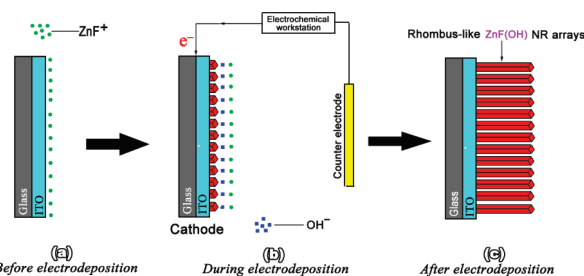 ZnF+
Glass
ITO
(a)
Before electrodeposition
Electrochemical
workstation
e−
Glass
ITO
Cathode
Counter electrode
OH−
(b)
During electrodeposition
Rhombus-like ZnF(OH) NR arrays
Glass
ITO
(c)
After electrodeposition